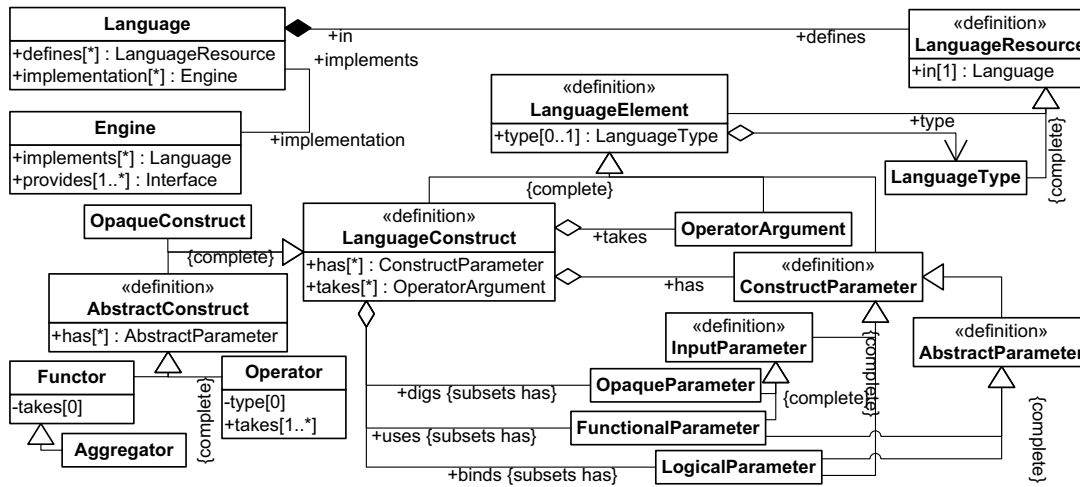 Language
+defines[*] : LanguageResource
+implementation[*] : Engine
+in
+implements
+defines
«definition»
LanguageResource
+in[1] : Language
Engine
+implements[*] : Language
+provides[1..*] : Interface
+implementation
«definition»
LanguageElement
+type[0..1] : LanguageType
+type
{complete}
LanguageType
{complete}
OpaqueConstruct
{complete}
«definition»
LanguageConstruct
+has[*] : ConstructParameter
+takes[*] : OperatorArgument
+takes
OperatorArgument
+has
«definition»
ConstructParameter
«definition»
AbstractConstruct
+has[*] : AbstractParameter
«definition»
InputParameter
{complete}
«definition»
AbstractParameter
Functor
-takes[0]
{complete}
Operator
-type[0]
+takes[1..*]
Aggregator
+digs {subsets has}
OpaqueParameter
{complete}
{complete}
+uses {subsets has}
FunctionalParameter
+binds {subsets has}
LogicalParameter